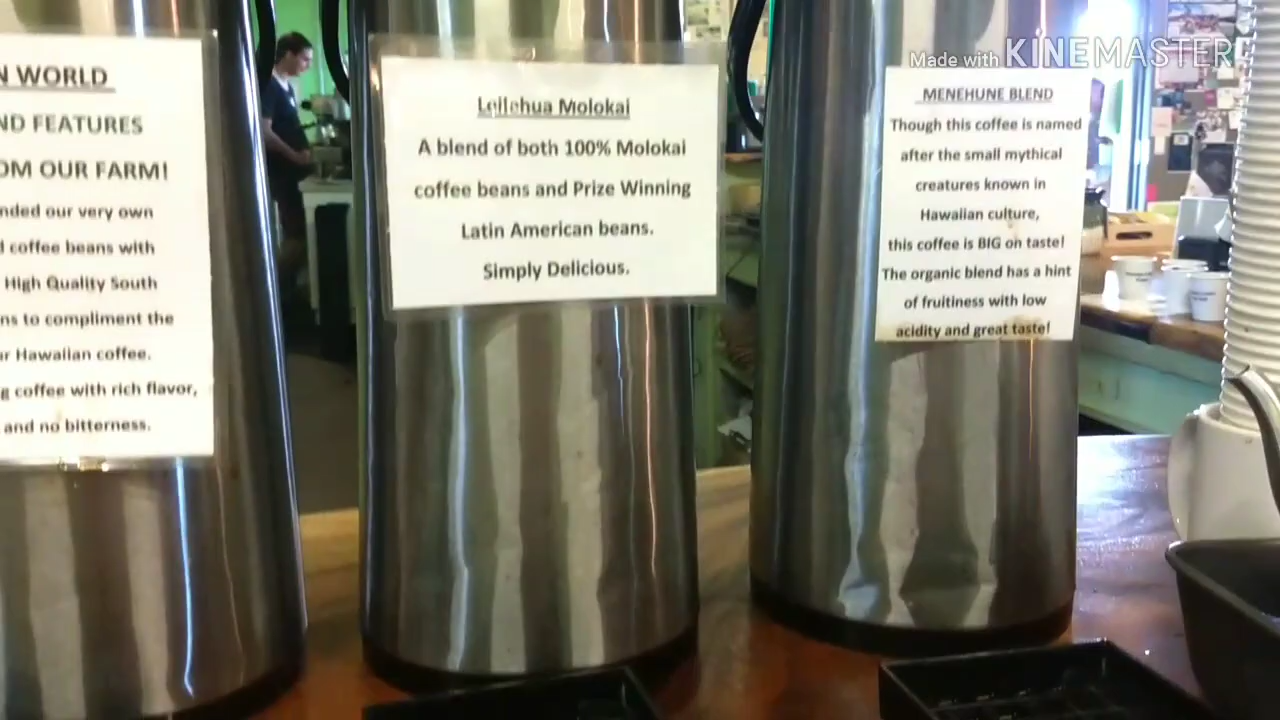 N WORLD
ND FEATURES
OM OUR FARM!
nded our very own
d coffee beans with
High Quality South
ns to compliment the
ar Hawaiian coffee.
g coffee with rich flavor,
and no bitterness.
Leilehua Molokai
A blend of both 100% Molokai
coffee beans and Prize Winning
Latin American beans.
Simply Delicious.
Made with KINEMASTER
MENEHUNE BLEND
Though this coffee is named
after the small mythical
creatures known in
Hawaiian culture,
this coffee is BIG on taste!
The organic blend has a hint
of fruitiness with low
acidity and great taste!